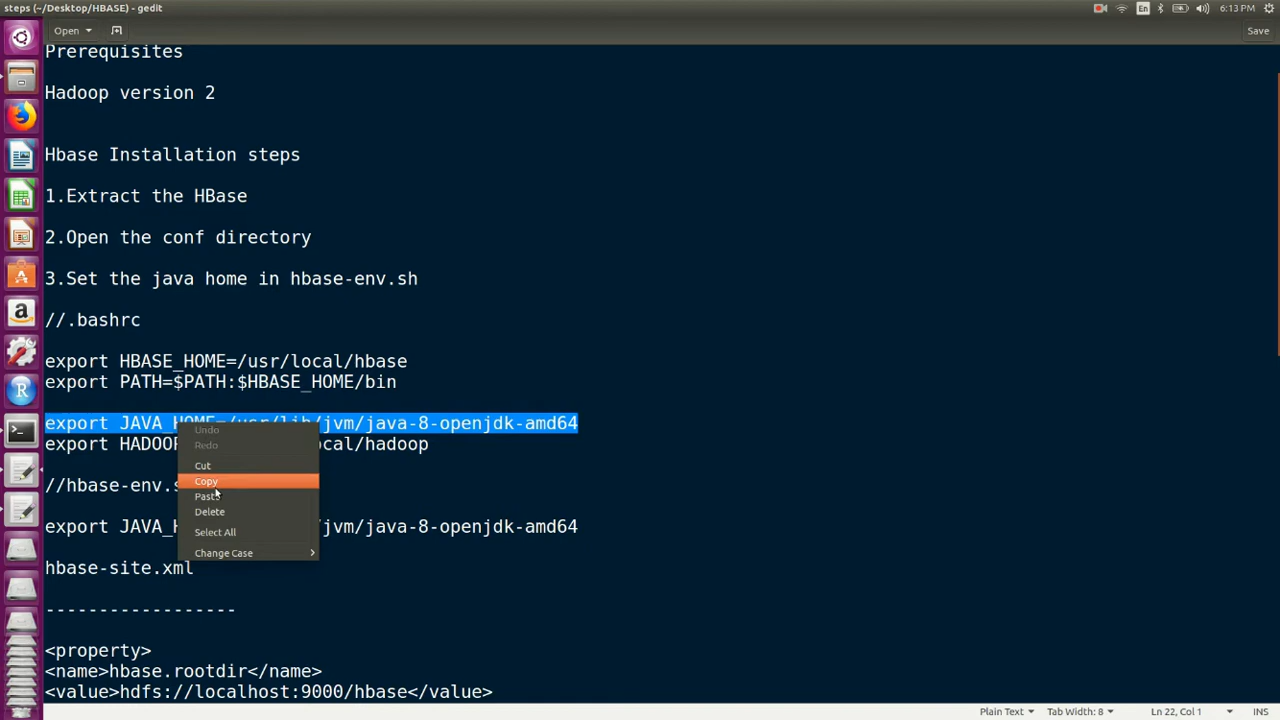 steps (~/Desktop/HBASE) - gedit
En
6:13 PM
Open
Save
Prerequisites
Hadoop version 2
Hbase Installation steps
1.Extract the HBase
2.Open the conf directory
3.Set the java home in hbase-env.sh
//.bashrc
export HBASE_HOME=/usr/local/hbase
export PATH=$PATH:$HBASE_HOME/bin
export JAVA_HOME=/usr/lib/jvm/java-8-openjdk-amd64
export HADOOP ocal/hadoop
//hbase-env.s
export JAVA_H /jvm/java-8-openjdk-amd64
hbase-site.xml
------------------
<property>
<name>hbase.rootdir</name>
<value>hdfs://localhost:9000/hbase</value>
Undo
Redo
Cut
Copy
Paste
Delete
Select All
Change Case
Plain Text
Tab Width: 8
Ln 22, Col 1
INS